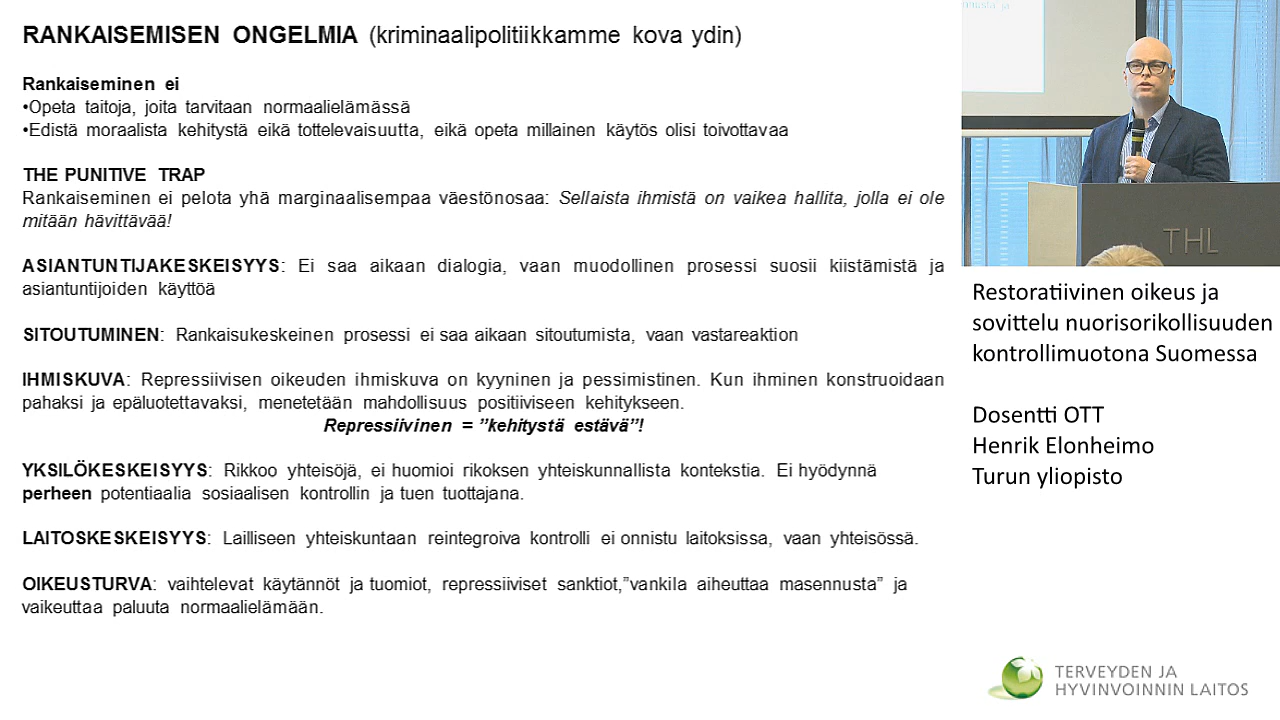 RANKAISEMISEN ONGELMIA (kriminaalipolitiikkamme kova ydin)
Rankaiseminen ei
•Opeta taitoja, joita tarvitaan normaalielämässä
•Edistä moraalista kehitystä eikä tottelevaisuutta, eikä opeta millainen käytös olisi toivottavaa
THE PUNITIVE TRAP
Rankaiseminen ei pelota yhä marginaalisempaa väestönosaa: Sellaista ihmistä on vaikea hallita, jolla ei ole
mitään hävittävää!
ASIANTUNTIJAKESKEISYYS: Ei saa aikaan dialogia, vaan muodollinen prosessi suosii kiistämistä ja
asiantuntijoiden käyttöä
SITOUTUMINEN: Rankaisukeskeinen prosessi ei saa aikaan sitoutumista, vaan vastareaktion
IHMISKUVA: Repressiivisen oikeuden ihmiskuva on kyyninen ja pessimistinen. Kun ihminen konstruoidaan
pahaksi ja epäluotettavaksi, menetetään mahdollisuus positiiviseen kehitykseen.
Repressiivinen = ”kehitystä estävä”!
YKSILÖKESKEISYYS: Rikkoo yhteisöjä, ei huomioi rikoksen yhteiskunnallista kontekstia. Ei hyödynnä
perheen potentiaalia sosiaalisen kontrollin ja tuen tuottajana.
LAITOSKESKEISYYS: Lailliseen yhteiskuntaan reintegroiva kontrolli ei onnistu laitoksissa, vaan yhteisössä.
OIKEUSTURVA: vaihtelevat käytännöt ja tuomiot, repressiiviset sanktiot,”vankila aiheuttaa masennusta” ja
vaikeuttaa paluuta normaalielämään.
THL
Restoratiivinen oikeus ja
sovittelu nuorisorikollisuuden
kontrollimuotona Suomessa
Dosentti OTT
Henrik Elonheimo
Turun yliopisto
TERVEYDEN JA
HYVINVOINNIN LAITOS